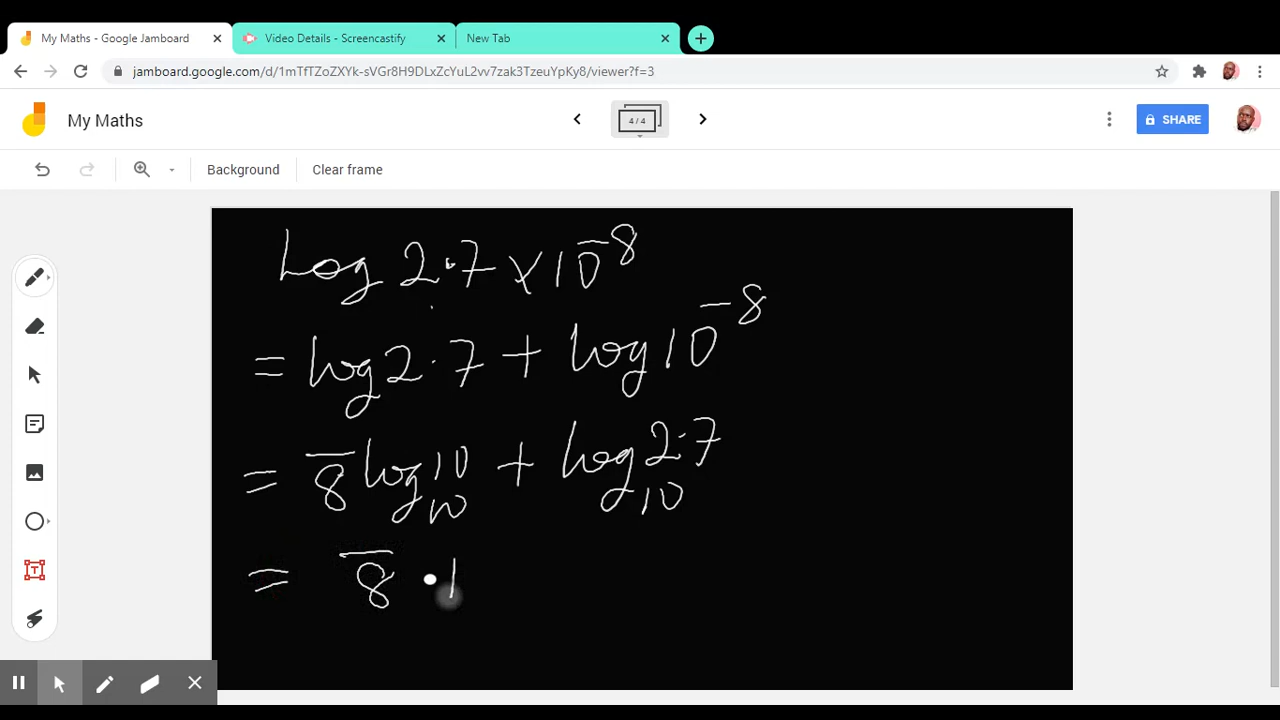 My Maths - Google Jamboard
Video Details - Screencastify
New Tab
jamboard.google.com/d/1mTfTZoZXYk-sVGr8H9DLxZcYuL2vv7zak3TzeuYpKy8/viewer?f=3
My Maths
4 / 4
SHARE
Background
Clear frame
log 2·7 × 10⁻⁸
= log 2·7 + log 10⁻⁸
= 8̅ log₁₀ 10 + log₁₀ 2·7
= 8̅ · 1